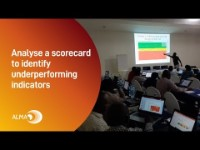 Analyse a scorecard
to identify
underperforming
indicators
ALMA